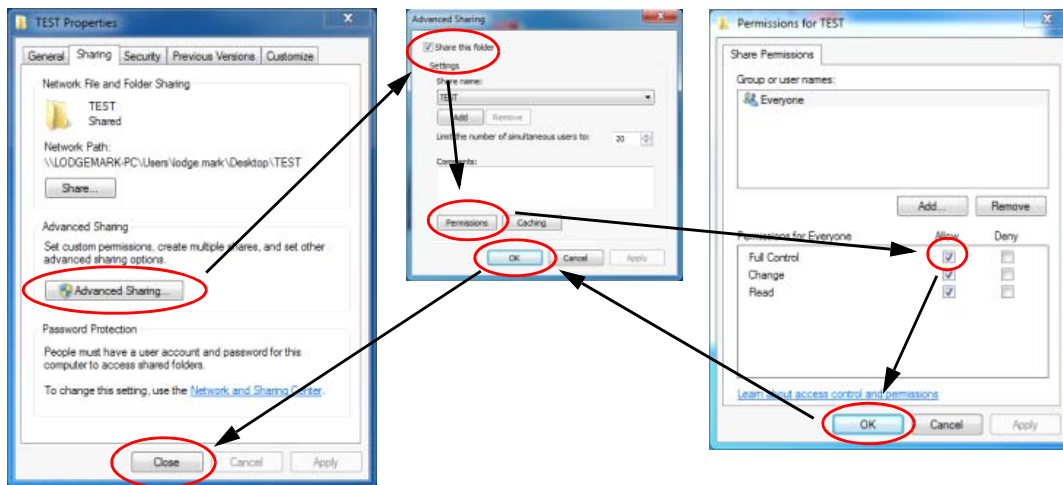 TEST Properties
General Sharing Security Previous Versions Customize
Network File and Folder Sharing
TEST
Shared
Network Path:
\\LODGEMARK-PC\Users\lodge mark\Desktop\TEST
Share...
Advanced Sharing
Set custom permissions, create multiple shares, and set other
advanced sharing options.
Advanced Sharing...
Password Protection
People must have a user account and password for this
computer to access shared folders.
To change this setting, use the Network and Sharing Center.
Close Cancel Apply
Advanced Sharing
Share this folder
Settings
Share name:
TEST
Add Remove
Limit the number of simultaneous users to: 20
Comments:
Permissions Caching
OK Cancel Apply
Permissions for TEST
Share Permissions
Group or user names:
Everyone
Add... Remove
Permissions for Everyone Allow Deny
Full Control
Change
Read
Learn about access control and permissions
OK Cancel Apply